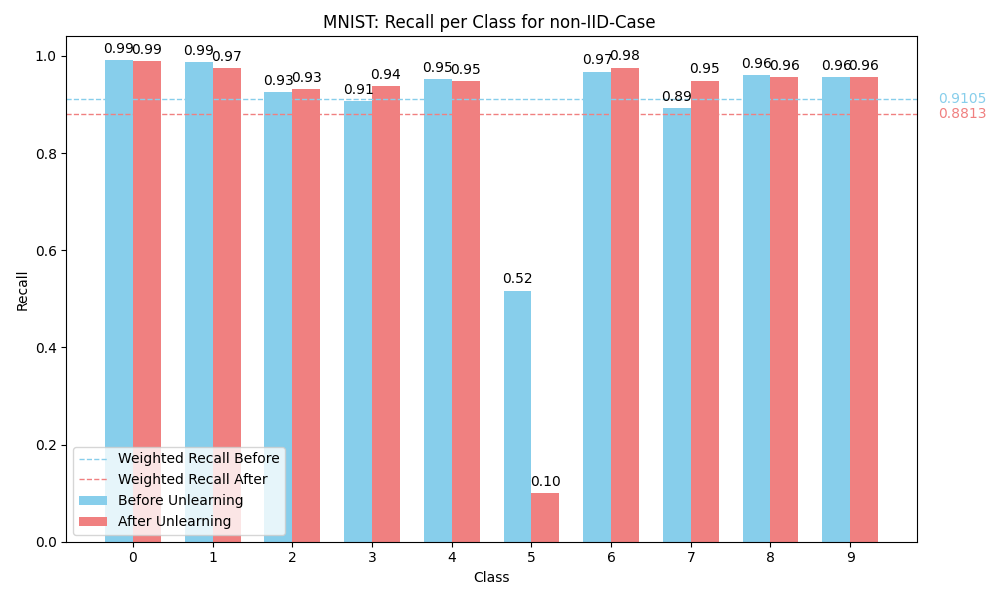 MNIST: Recall per Class for non-IID-Case
1.0
0.8
0.6
0.4
0.2
0.0
Recall
0.99 0.99
0.99 0.97
0.93 0.93
0.91 0.94
0.95 0.95
0.52 0.10
0.97 0.98
0.89 0.95
0.96 0.96
0.96 0.96
0.9105
0.8813
Weighted Recall Before
Weighted Recall After
Before Unlearning
After Unlearning
0 1 2 3 4 5 6 7 8 9
Class